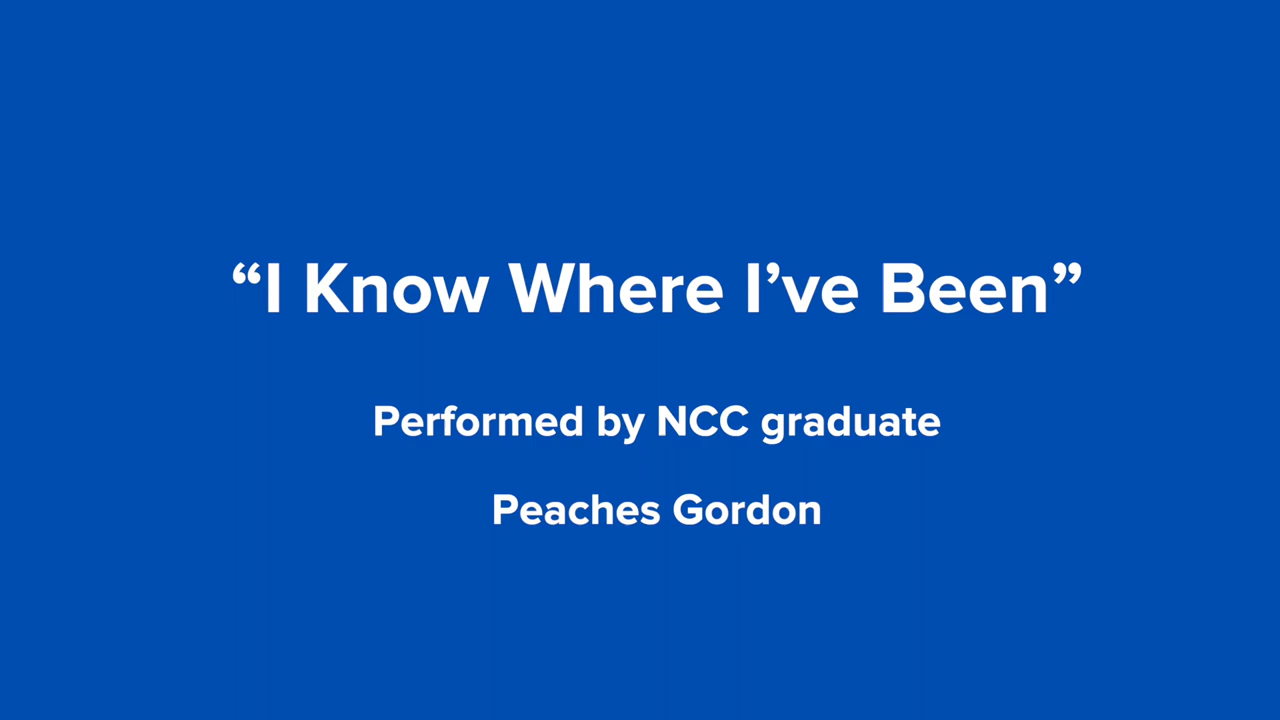 “I Know Where I’ve Been”
Performed by NCC graduate
Peaches Gordon